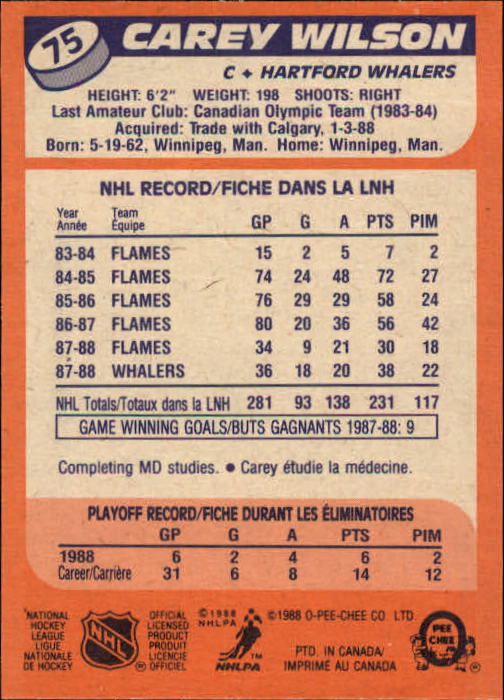 75 CAREY WILSON
C + HARTFORD WHALERS
HEIGHT: 6'2" WEIGHT: 198 SHOOTS: RIGHT
Last Amateur Club: Canadian Olympic Team (1983-84)
Acquired: Trade with Calgary, 1-3-88
Born: 5-19-62, Winnipeg, Man. Home: Winnipeg, Man.
NHL RECORD/FICHE DANS LA LNH
Year Année Team Équipe GP G A PTS PIM
83-84 FLAMES 15 2 5 7 2
84-85 FLAMES 74 24 48 72 27
85-86 FLAMES 76 29 29 58 24
86-87 FLAMES 80 20 36 56 42
87-88 FLAMES 34 9 21 30 18
87-88 WHALERS 36 18 20 38 22
NHL Totals/Totaux dans la LNH 281 93 138 231 117
GAME WINNING GOALS/BUTS GAGNANTS 1987-88: 9
Completing MD studies. ● Carey étudie la médecine.
PLAYOFF RECORD/FICHE DURANT LES ÉLIMINATOIRES
GP G A PTS PIM
1988 6 2 4 6 2
Career/Carrière 31 6 8 14 12
NATIONAL
HOCKEY
LEAGUE
LIGUE
NATIONALE
DE HOCKEY
NHL ®
OFFICIAL
LICENSED
PRODUCT
PRODUIT
LICENCIE
OFFICIEL
©1988
NHLPA
NHLPA ™
©1988 O-PEE-CHEE CO. LTD.
PTD. IN CANADA/
IMPRIMÉ AU CANADA
PEE
CHEE ®